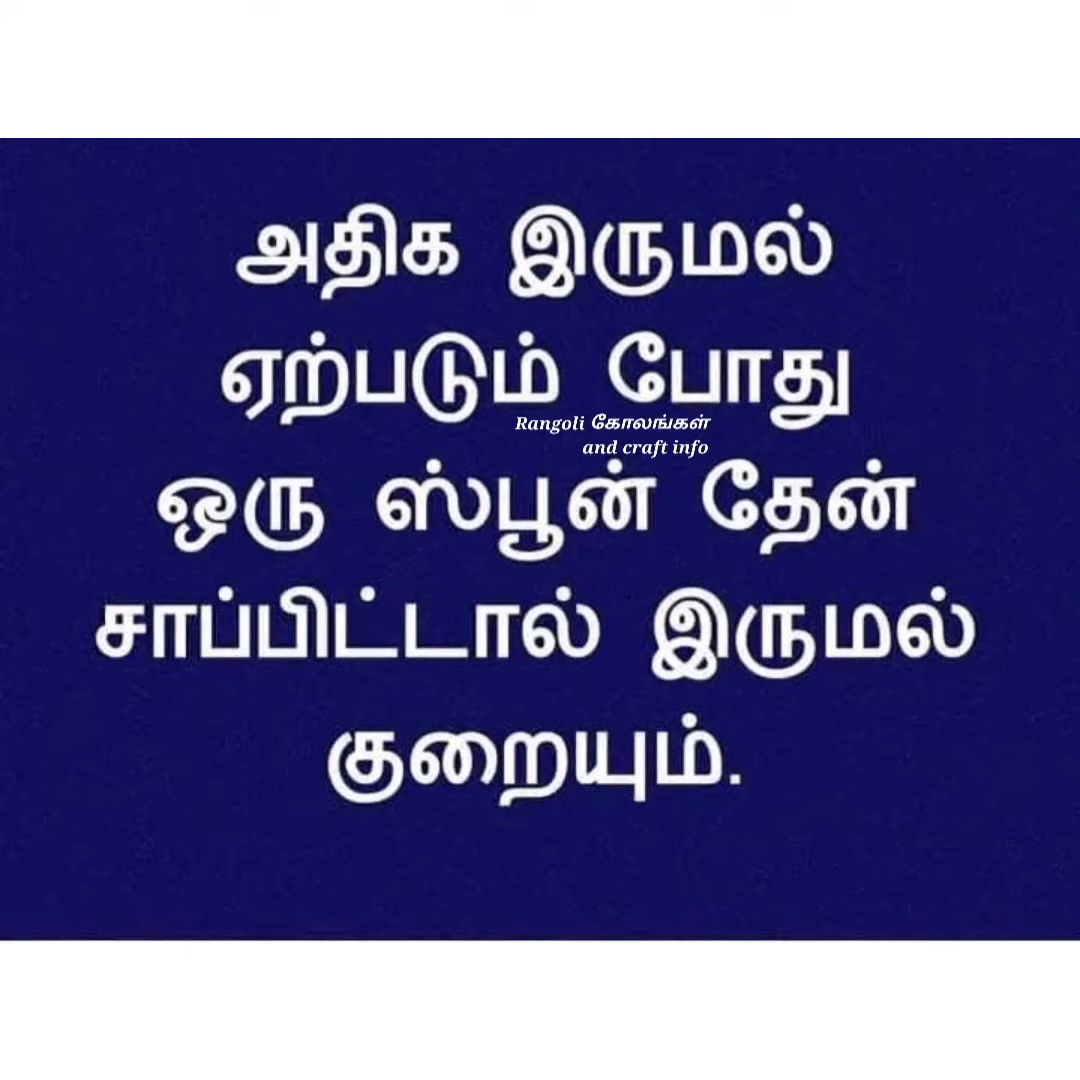 அதிக இருமல்
ஏற்படும் போது
Rangoli கோலங்கள்
and craft info
ஒரு ஸ்பூன் தேன்
சாப்பிட்டால் இருமல்
குறையும்.